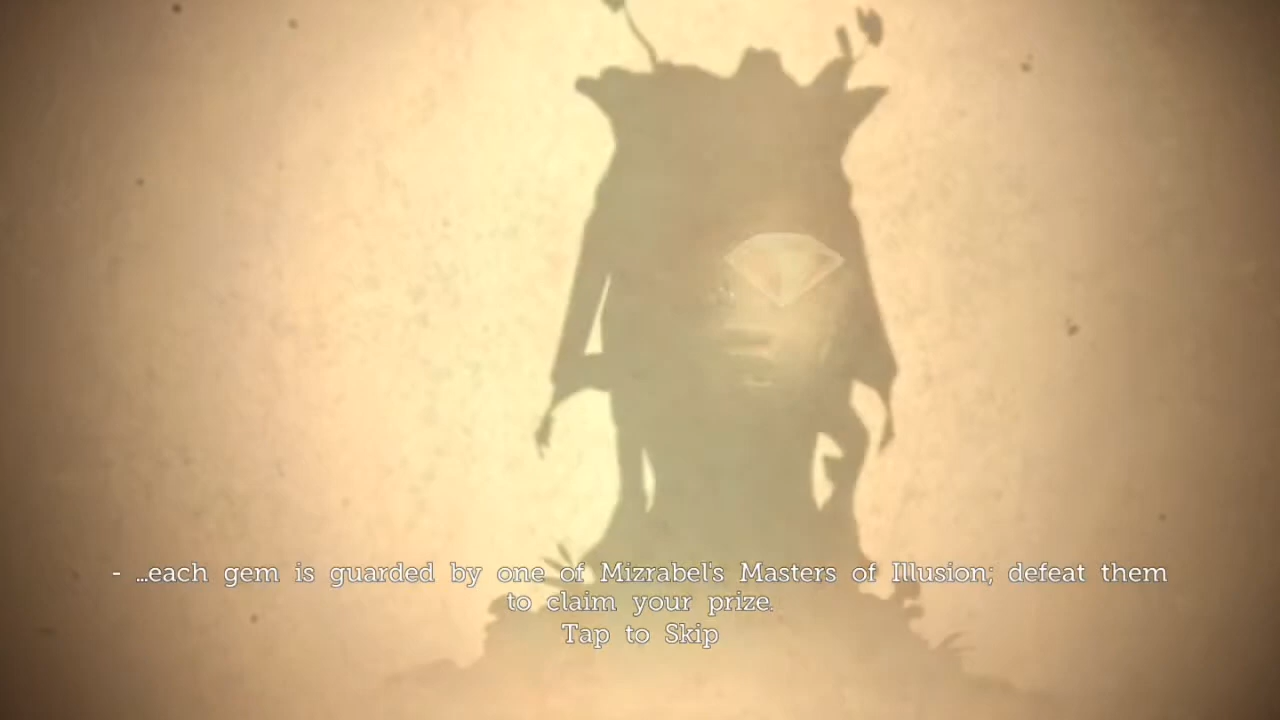 - …each gem is guarded by one of Mizrabel's Masters of Illusion; defeat them
to claim your prize.
Tap to Skip